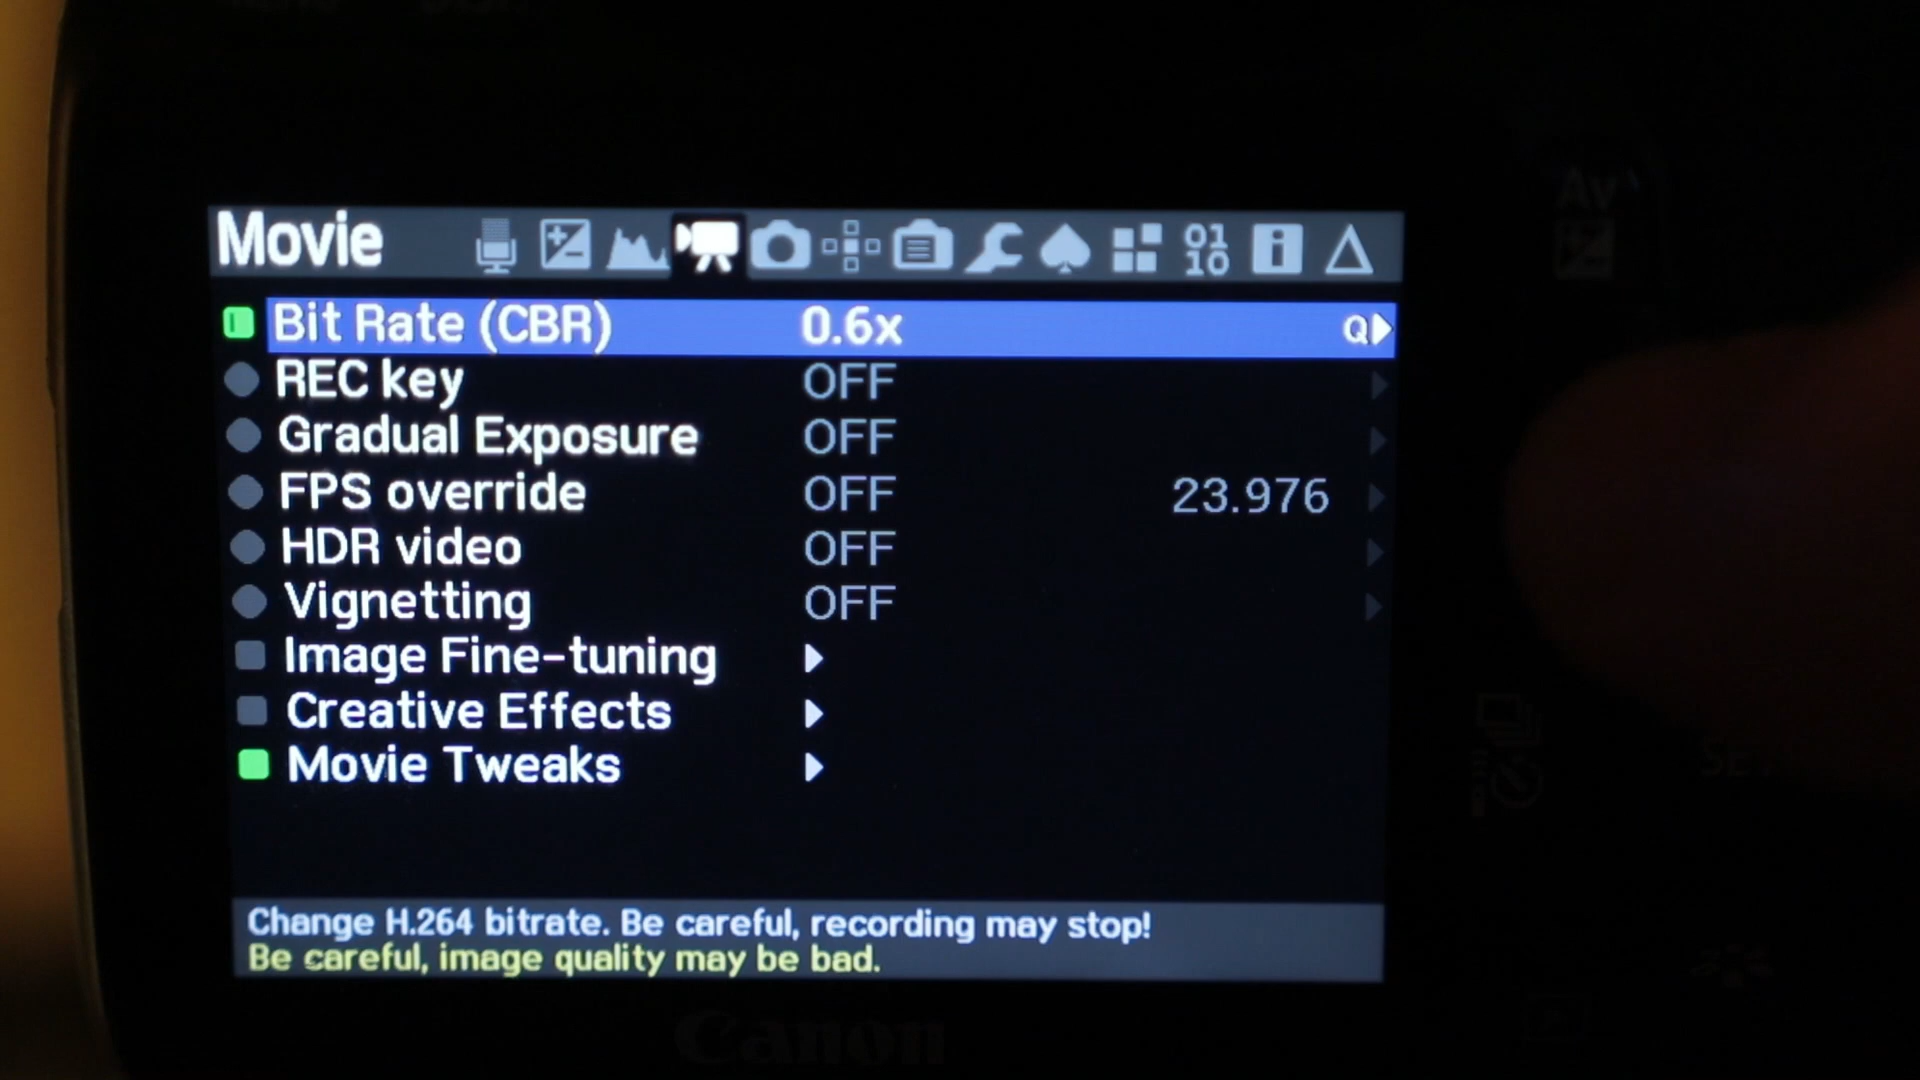 Movie
Bit Rate (CBR) 0.6x Q
REC key OFF
Gradual Exposure OFF
FPS override OFF 23.976
HDR video OFF
Vignetting OFF
Image Fine-tuning
Creative Effects
Movie Tweaks
Change H.264 bitrate. Be careful, recording may stop!
Be careful, image quality may be bad.
Canon
Av